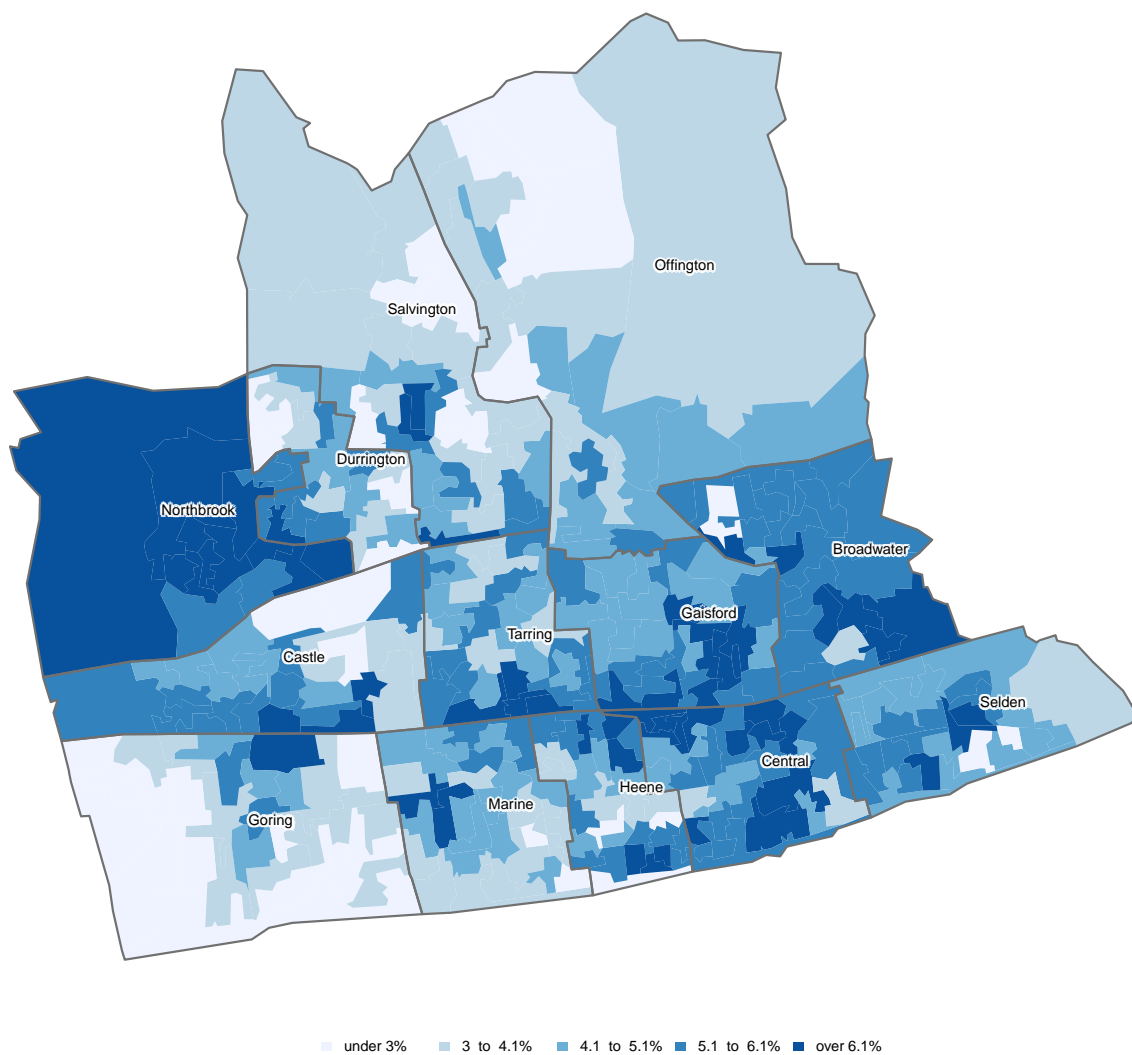 Offington
Salvington
Durrington
Northbrook
Broadwater
Gaisford
Tarring
Castle
Selden
Central
Heene
Marine
Goring
under 3% 3 to 4.1% 4.1 to 5.1% 5.1 to 6.1% over 6.1%